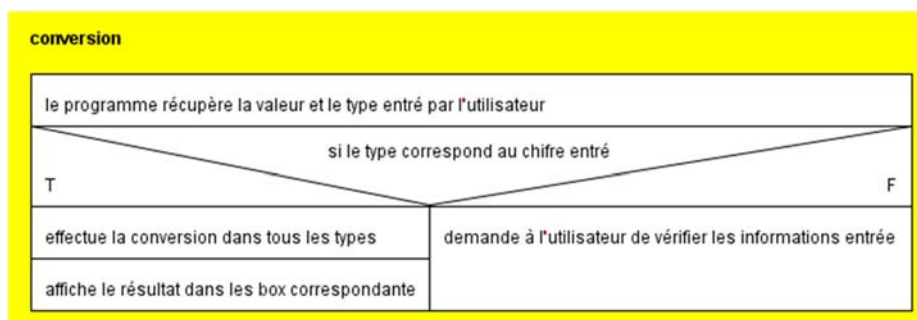 conversion
le programme récupère la valeur et le type entré par l'utilisateur
si le type correspond au chifre entré
T
F
effectue la conversion dans tous les types
demande à l'utilisateur de vérifier les informations entrée
affiche le résultat dans les box correspondante